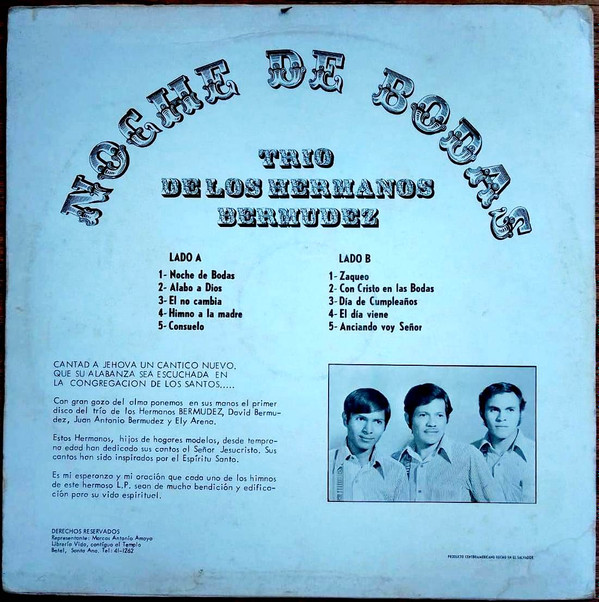 NOCHE DE BODAS
TRIO
DE LOS HERMANOS
BERMUDEZ
LADO A
1- Noche de Bodas
2- Alabo a Dios
3- El no cambia
4- Himno a la madre
5- Consuelo
LADO B
1- Zaqueo
2- Con Cristo en las Bodas
3- Día de Cumpleaños
4- El día viene
5- Anciando voy Señor
CANTAD A JEHOVA UN CANTICO NUEVO.
QUE SU ALABANZA SEA ESCUCHADA EN
LA CONGREGACION DE LOS SANTOS.....
Con gran gozo del alma ponemos en sus manos el primer
disco del trío de los Hermanos BERMUDEZ, David Bermu-
dez, Juan Antonio Bermudez y Ely Arena.
Estos Hermanos, hijos de hogares modelos, desde tempra-
na edad han dedicado sus cantos al Señor Jesucristo. Sus
cantos han sido inspirados por el Espíritu Santo.
Es mi esperanza y mi oración que cada uno de los himnos
de este hermoso L.P. sean de mucha bendición y edifica-
ción para su vida espiritual.
DERECHOS RESERVADOS
Representante: Marcos Antonio Amaya
Librería Vida, contigua al Templo
Betel, Santa Ana. Tel: 41-1262
PRODUCTO CENTROAMERICANO HECHO EN EL SALVADOR